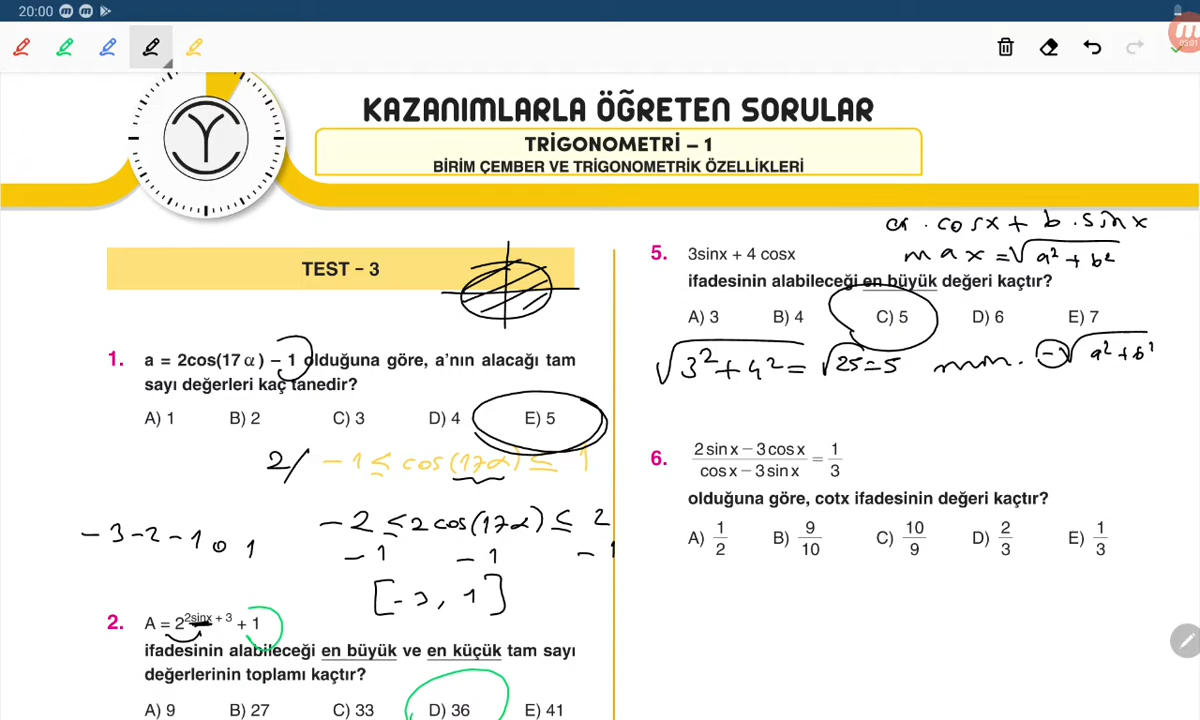 20:00
05:01
KAZANIMLARLA ÖĞRETEN SORULAR
TRİGONOMETRİ – 1
BİRİM ÇEMBER VE TRİGONOMETRİK ÖZELLİKLERİ
TEST – 3
1. a = 2cos(17α) – 1 olduğuna göre, a'nın alacağı tam
sayı değerleri kaç tanedir?
A) 1 B) 2 C) 3 D) 4 E) 5
2/ -1 ≤ cos(17α) ≤ 1
-2 ≤ 2cos(17α) ≤ 2
-1 -1 -1
-3 -2 -1 0 1
[-3, 1]
2. A = 2^{2sinx + 3} + 1
ifadesinin alabileceği en büyük ve en küçük tam sayı
değerlerinin toplamı kaçtır?
A) 9 B) 27 C) 33 D) 36 E) 41
a . cosx + b . sinx
max = √(a² + b²)
5. 3sinx + 4 cosx
ifadesinin alabileceği en büyük değeri kaçtır?
A) 3 B) 4 C) 5 D) 6 E) 7
√(3² + 4²) = √25 = 5 min. -√(a² + b²)
6. (2 sin x – 3 cos x)/(cos x – 3 sin x) = 1/3
olduğuna göre, cotx ifadesinin değeri kaçtır?
A) 1/2 B) 9/10 C) 10/9 D) 2/3 E) 1/3